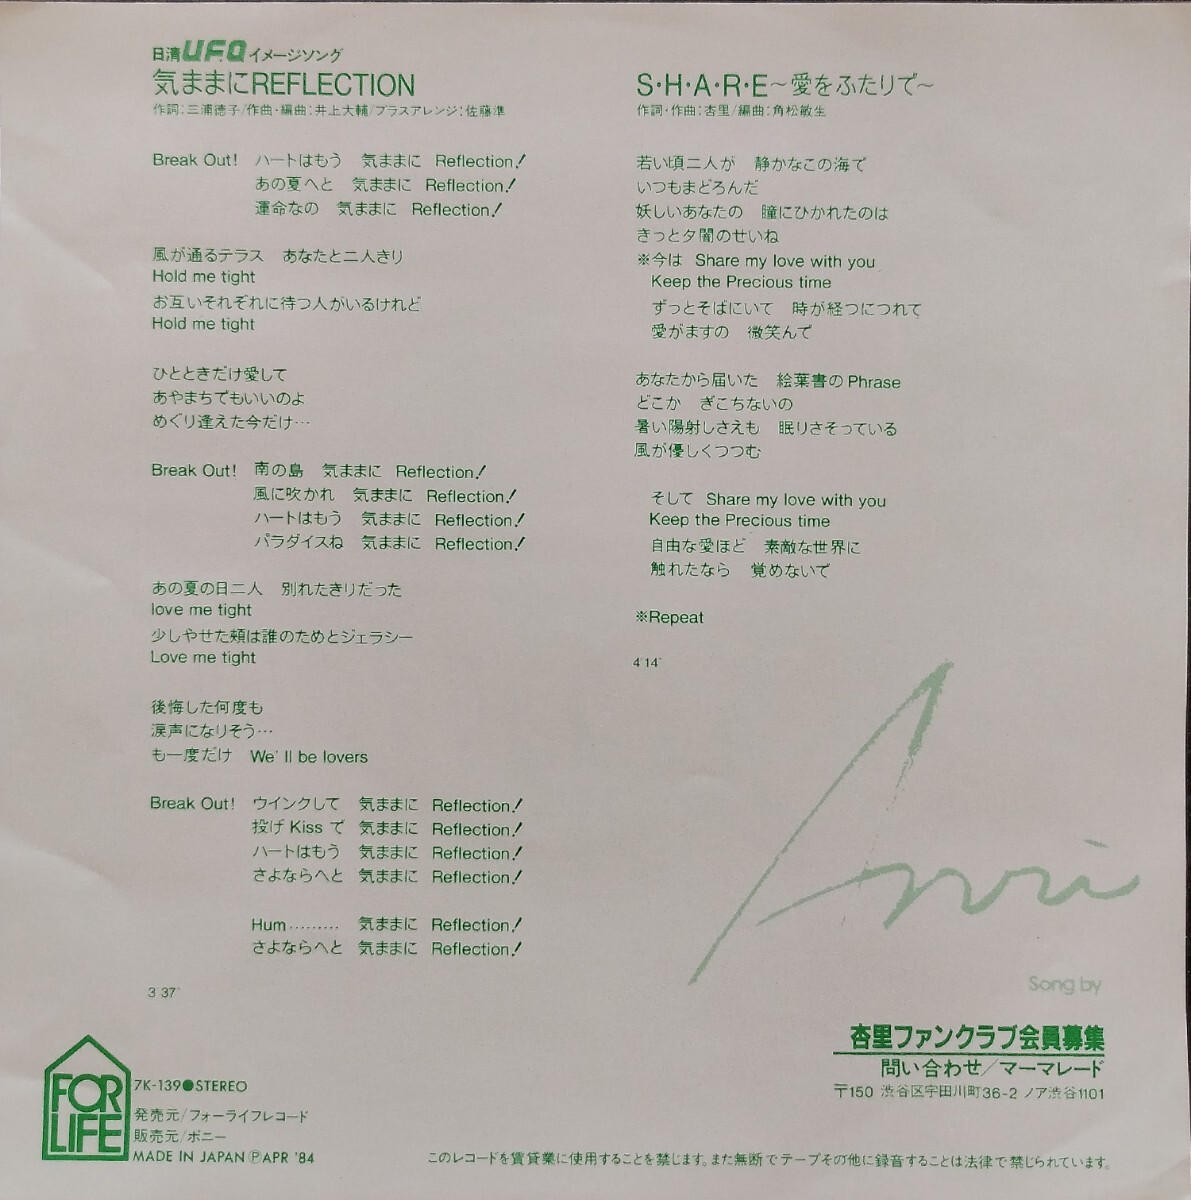 日清UFOイメージソング
気ままにREFLECTION
作詞：三浦徳子/作曲・編曲：井上大輔/ブラスアレンジ：佐藤準
Break Out! ハートはもう 気ままに Reflection!
あの夏へと 気ままに Reflection!
運命なの 気ままに Reflection!
風が通るテラス あなたと二人きり
Hold me tight
お互いそれぞれに待つ人がいるけれど
Hold me tight
ひとときだけ愛して
あやまちでもいいのよ
めぐり逢えた今だけ…
Break Out! 南の島 気ままに Reflection!
風に吹かれ 気ままに Reflection!
ハートはもう 気ままに Reflection!
パラダイスね 気ままに Reflection!
あの夏の日二人 別れたきりだった
love me tight
少しやせた頬は誰のためとジェラシー
Love me tight
後悔した何度も
涙声になりそう…
も一度だけ We'll be lovers
Break Out! ウインクして 気ままに Reflection!
投げKissで 気ままに Reflection!
ハートはもう 気ままに Reflection!
さよならへと 気ままに Reflection!
Hum……… 気ままに Reflection!
さよならへと 気ままに Reflection!
3'37"
S・H・A・R・E〜愛をふたりで〜
作詞・作曲：杏里/編曲：角松敏生
若い頃二人が 静かなこの海で
いつもまどろんだ
妖しいあなたの 瞳にひかれたのは
きっと夕闇のせいね
※今は Share my love with you
Keep the Precious time
ずっとそばにいて 時が経つにつれて
愛がますの 微笑んで
あなたから届いた 絵葉書のPhrase
どこか ぎこちないの
暑い陽射しさえも 眠りさそっている
風が優しくつつむ
そして Share my love with you
Keep the Precious time
自由な愛ほど 素敵な世界に
触れたなら 覚めないで
※Repeat
4'14"
Anri
Song by
杏里ファンクラブ会員募集
問い合わせ/マーマレード
〒150 渋谷区宇田川町36-2 ノア渋谷1101
FOR LIFE
7K-139●STEREO
発売元/フォーライフレコード
販売元/ポニー
MADE IN JAPAN ℗APR '84
このレコードを賃貸業に使用することを禁じます。また無断でテープその他に録音することは法律で禁じられています。